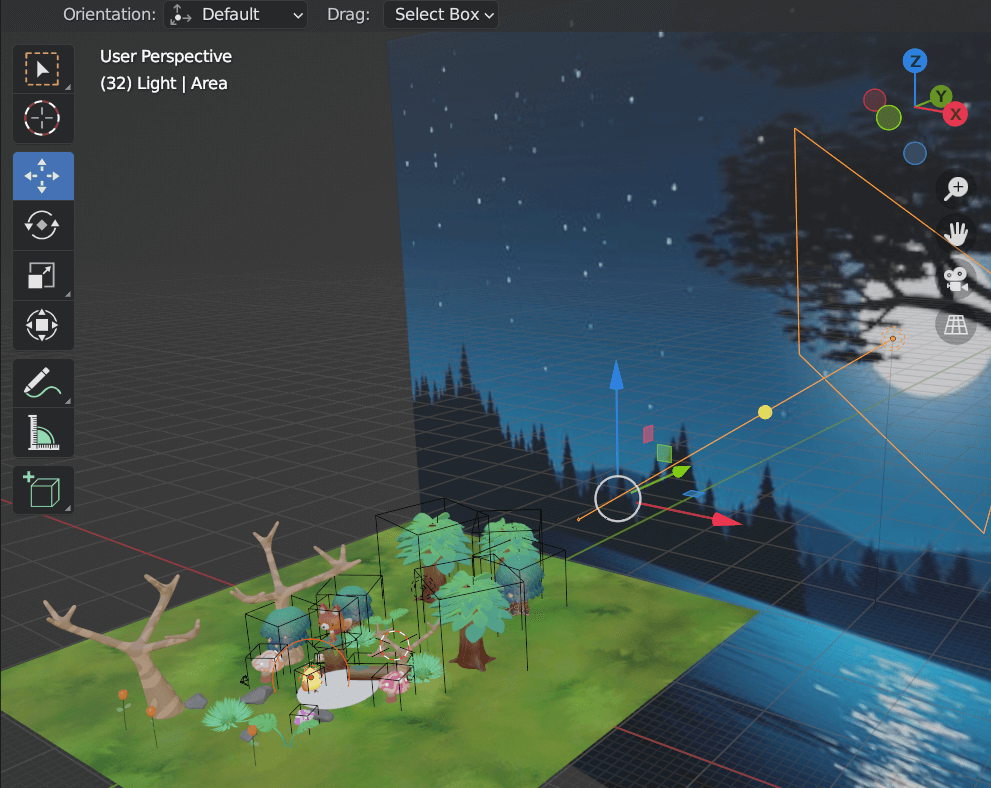 Orientation: Default Drag: Select Box
User Perspective
(32) Light | Area
Z
Y
X